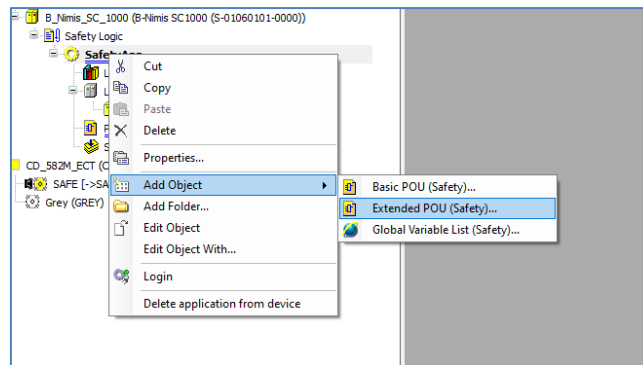 B_Nimis_SC_1000 (B-Nimis SC1000 (S-01060101-0000))
Safety Logic
SafetyApp
Cut
Copy
Paste
Delete
Properties...
CD_582M_ECT (C
SAFE [->SA
Add Object
Basic POU (Safety)...
Grey (GREY)
Add Folder...
Extended POU (Safety)...
Edit Object
Global Variable List (Safety)...
Edit Object With...
Login
Delete application from device